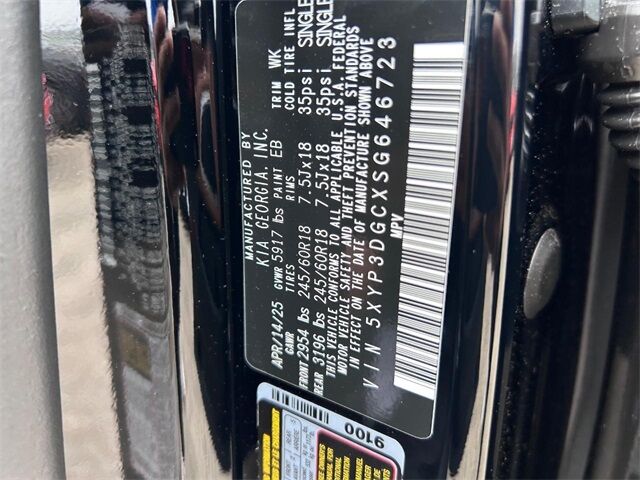 MANUFACTURED BY
KIA GEORGIA, INC.
APR/14/25 GVWR 5917 lbs PAINT EB TRIM WK
GAWR TIRES RIMS COLD TIRE INFL
FRONT 2954 lbs 245/60R18 7.5Jx18 35psi SINGLE
REAR 3196 lbs 245/60R18 7.5Jx18 35psi SINGLE
THIS VEHICLE CONFORMS TO ALL APPLICABLE U.S.A. FEDERAL
MOTOR VEHICLE SAFETY AND THEFT PREVENTION STANDARDS
IN EFFECT ON THE DATE OF MANUFACTURE SHOWN ABOVE
VIN 5XYP3DGCXSG646723
MPV
9100